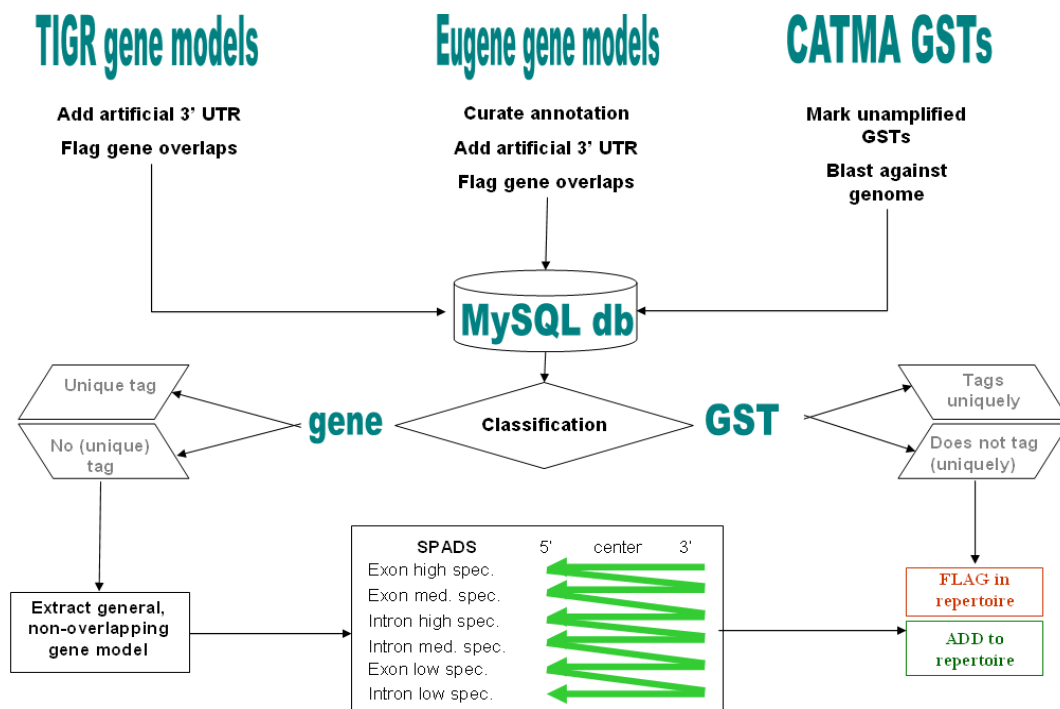 TIGR gene models
Eugene gene models
CATMA GSTs
Add artificial 3' UTR
Flag gene overlaps
Curate annotation
Add artificial 3' UTR
Flag gene overlaps
Mark unamplified
GSTs
Blast against
genome
MySQL db
Unique tag
No (unique)
tag
gene
Classification
GST
Tags
uniquely
Does not tag
(uniquely)
Extract general,
non-overlapping
gene model
SPADS 5' center 3'
Exon high spec.
Exon med. spec.
Intron high spec.
Intron med. spec.
Exon low spec.
Intron low spec.
FLAG in
repertoire
ADD to
repertoire